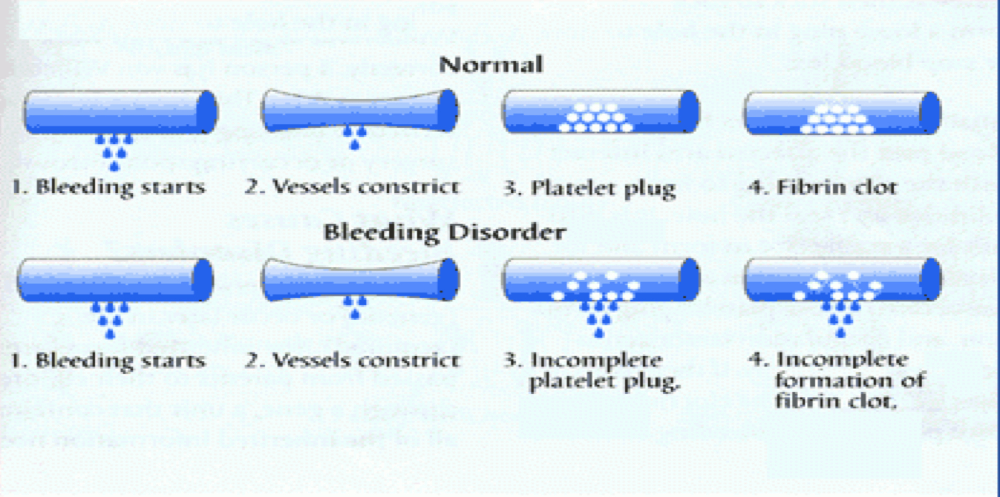 Normal
1. Bleeding starts
2. Vessels constrict
3. Platelet plug
4. Fibrin clot
Bleeding Disorder
1. Bleeding starts
2. Vessels constrict
3. Incomplete
platelet plug.
4. Incomplete
formation of
fibrin clot.